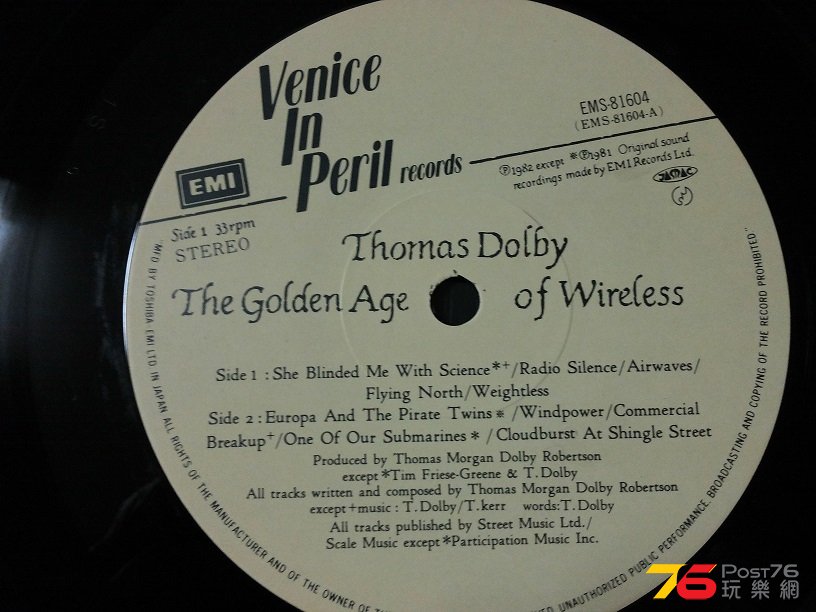 Venice
In
Peril records
EMI
EMS-81604
(EMS-81604-A)
℗1982 except *℗1981 Original sound
recordings made by EMI Records Ltd.
JASRAC
Side 1 33rpm
STEREO
Thomas Dolby
The Golden Age of Wireless
Side 1 : She Blinded Me With Science*+/Radio Silence/Airwaves/
Flying North/Weightless
Side 2 : Europa And The Pirate Twins※ /Windpower/Commercial
Breakup+/One Of Our Submarines* /Cloudburst At Shingle Street
Produced by Thomas Morgan Dolby Robertson
except *Tim Friese-Greene & T.Dolby
All tracks written and composed by Thomas Morgan Dolby Robertson
except+music : T.Dolby/T.kerr words:T.Dolby
All tracks published by Street Music Ltd./
Scale Music except*Participation Music Inc.
"MFD BY TOSHIBA-EMI LTD IN JAPAN ALL RIGHTS OF THE MANUFACTURER AND OF THE OWNER OF
UNAUTHORIZED PUBLIC PERFORMANCE, BROADCASTING AND COPYING OF THE RECORD PROHIBITED"
76 Post76
玩樂網